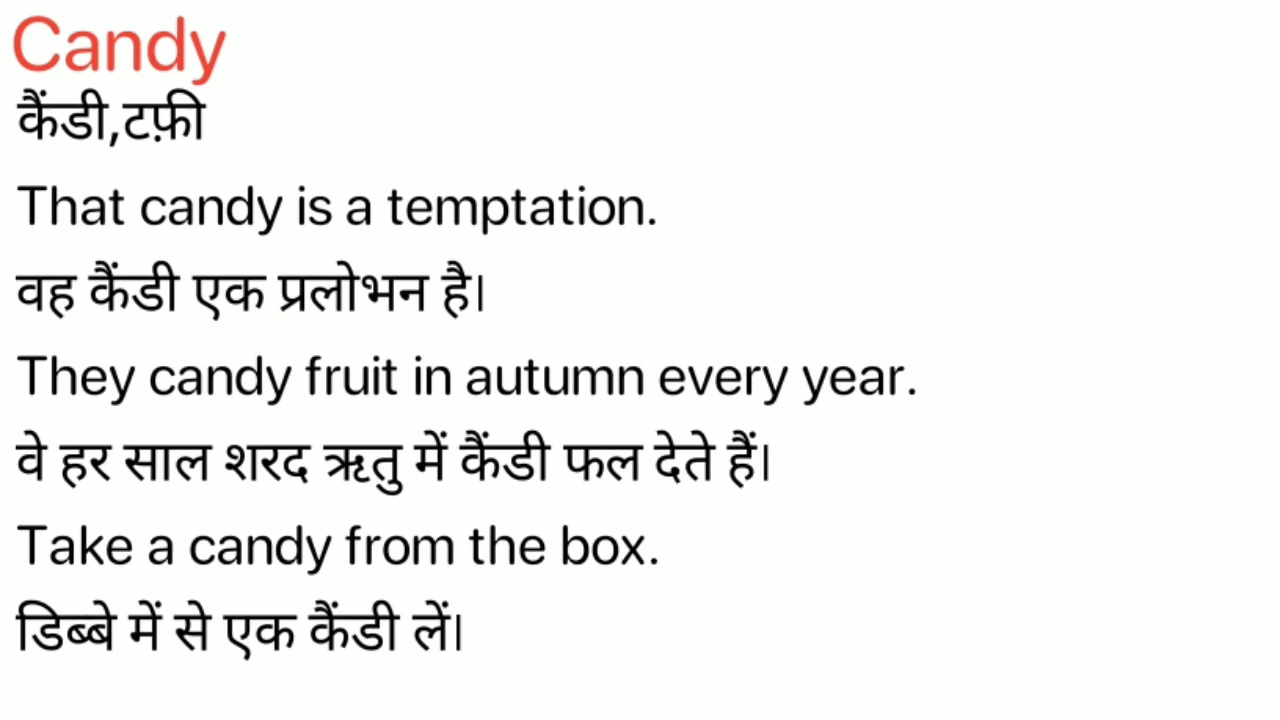 Candy
कैंडी,टफ़ी
That candy is a temptation.
वह कैंडी एक प्रलोभन है।
They candy fruit in autumn every year.
वे हर साल शरद ऋतु में कैंडी फल देते हैं।
Take a candy from the box.
डिब्बे में से एक कैंडी लें।